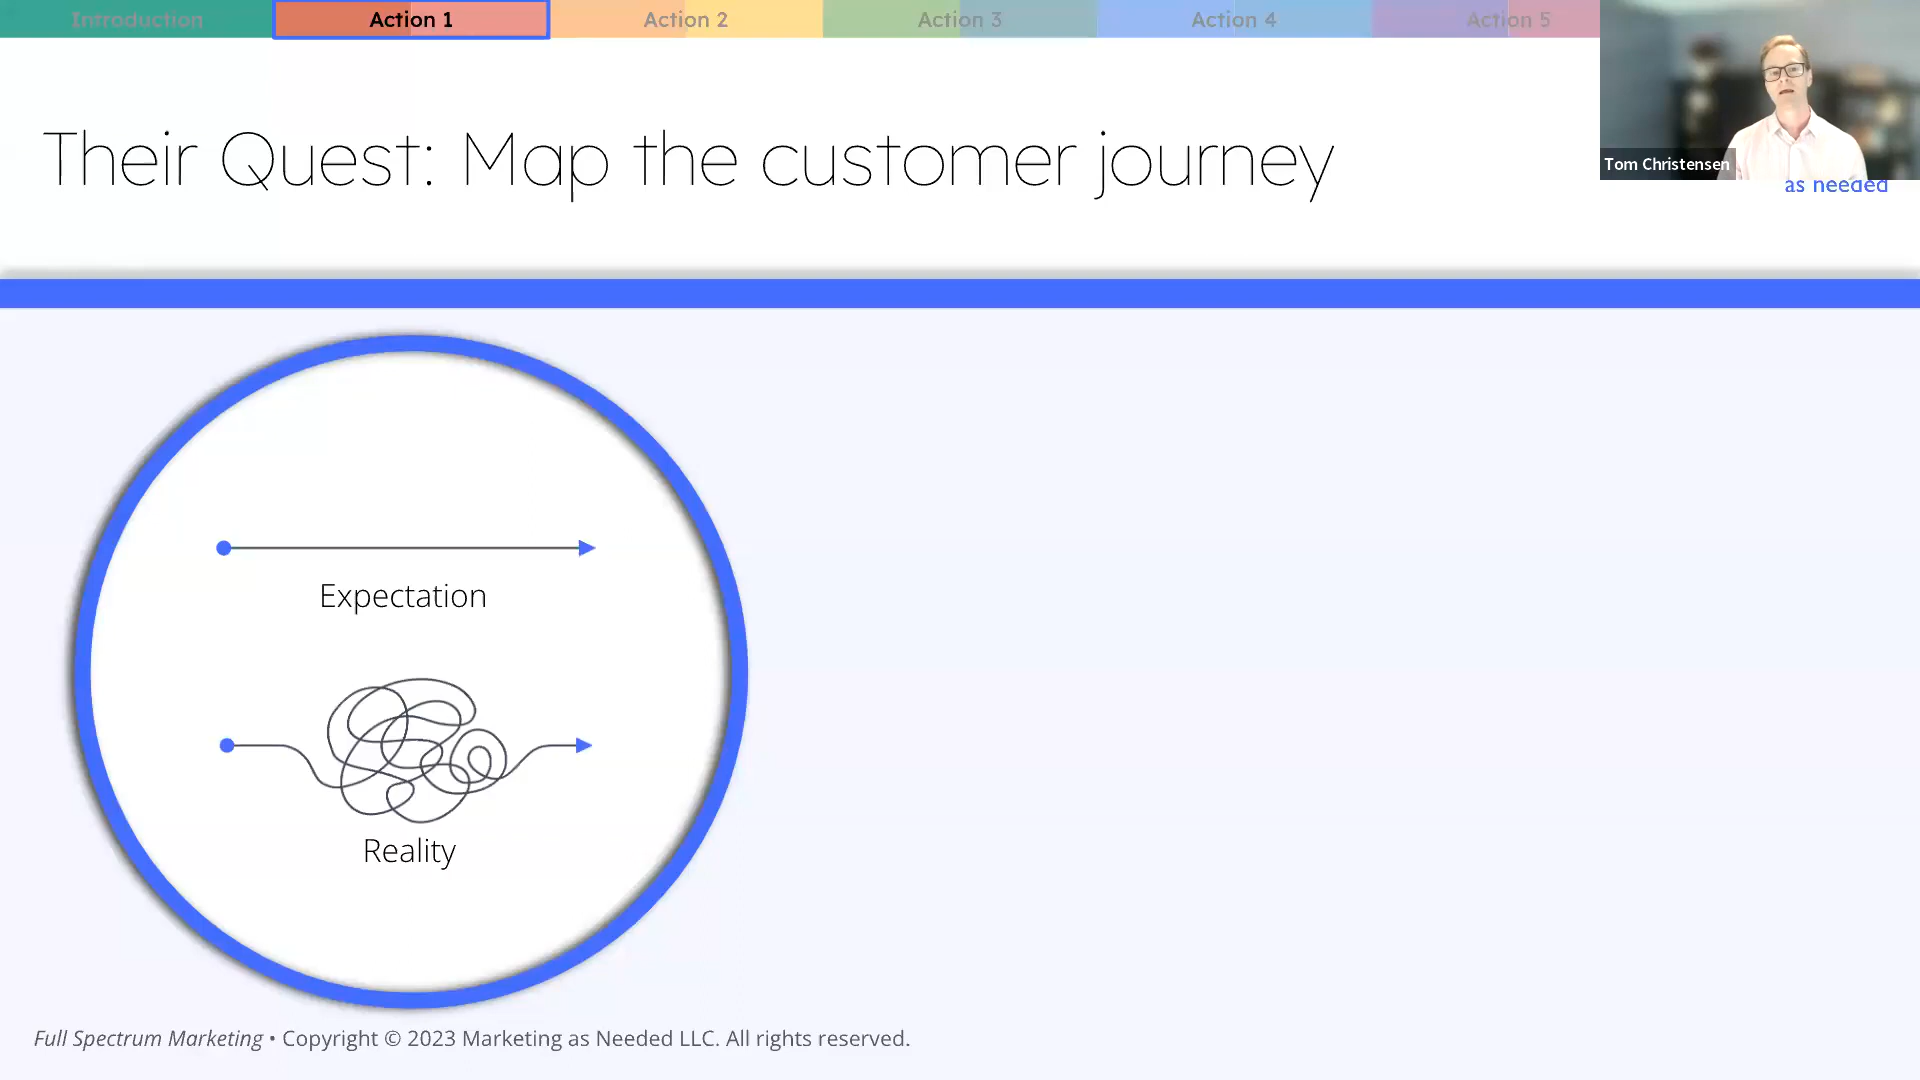 Introduction
Action 1
Action 2
Action 3
Action 4
Action 5
Their Quest: Map the customer journey
Tom Christensen
as needed
Expectation
Reality
Full Spectrum Marketing • Copyright © 2023 Marketing as Needed LLC. All rights reserved.